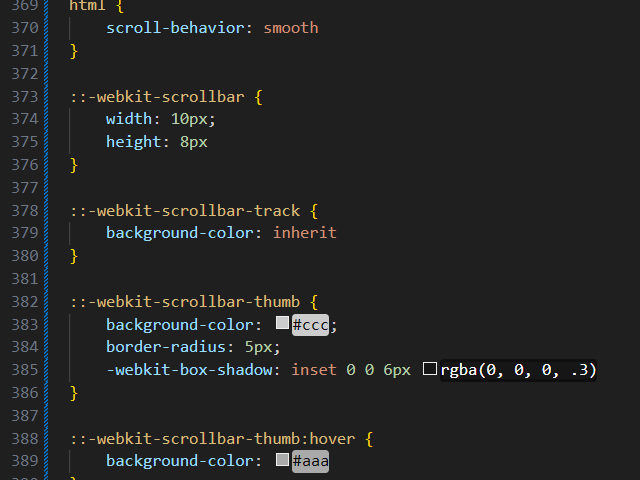 369 html {
370 scroll-behavior: smooth
371 }
372
373 ::-webkit-scrollbar {
374 width: 10px;
375 height: 8px
376 }
377
378 ::-webkit-scrollbar-track {
379 background-color: inherit
380 }
381
382 ::-webkit-scrollbar-thumb {
383 background-color: #ccc;
384 border-radius: 5px;
385 -webkit-box-shadow: inset 0 0 6px rgba(0, 0, 0, .3)
386 }
387
388 ::-webkit-scrollbar-thumb:hover {
389 background-color: #aaa